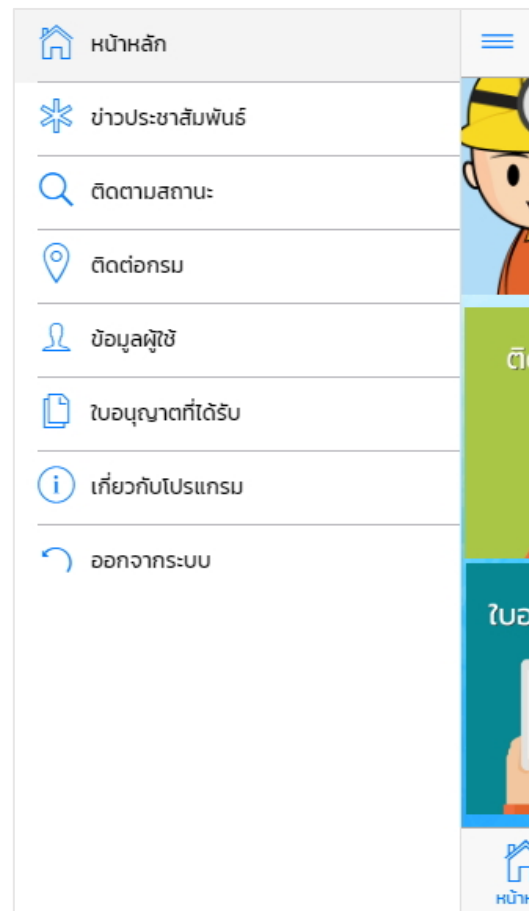 หน้าหลัก
ข่าวประชาสัมพันธ์
ติดตามสถานะ
ติดต่อกรม
ข้อมูลผู้ใช้
ใบอนุญาตที่ได้รับ
เกี่ยวกับโปรแกรม
ออกจากระบบ